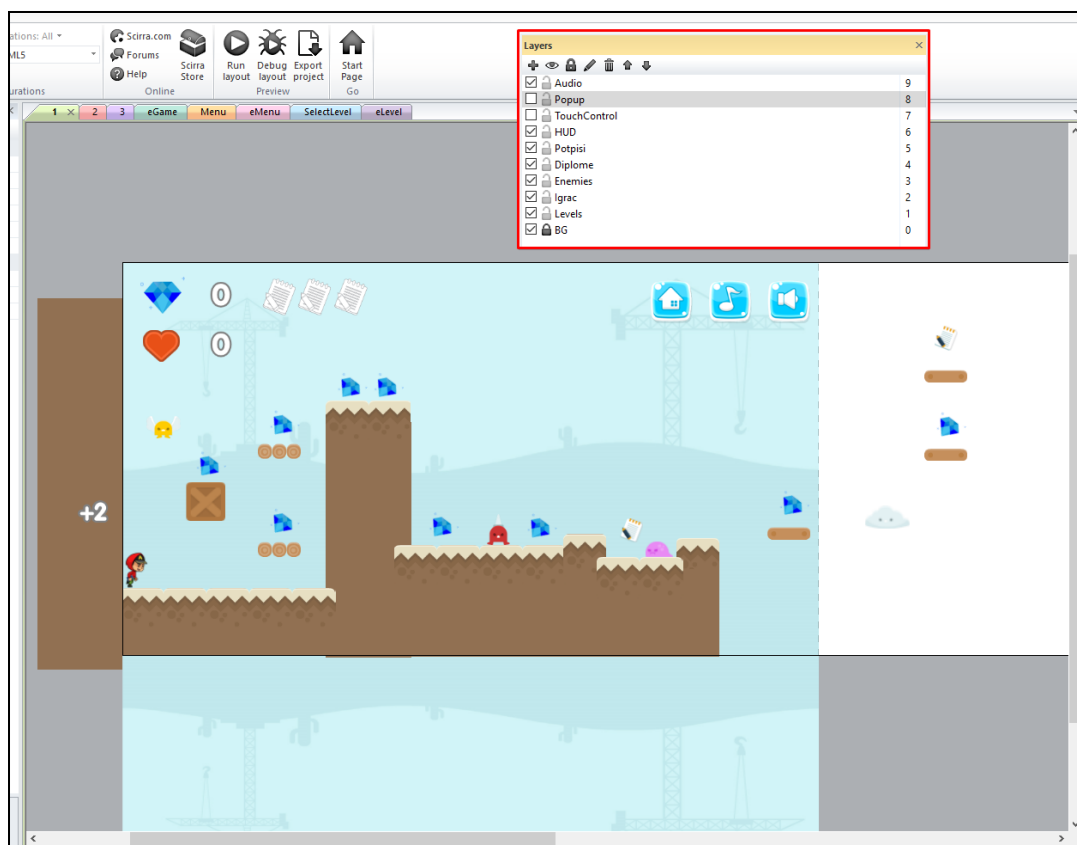 ations: All
ML5
urations
Scirra.com
Forums
Help
Scirra Store
Online
Run layout
Debug layout
Export project
Preview
Start Page
Go
Layers
Audio 9
Popup 8
TouchControl 7
HUD 6
Potpisi 5
Diplome 4
Enemies 3
Igrac 2
Levels 1
BG 0
1 2 3 eGame Menu eMenu SelectLevel eLevel
0
0
+2